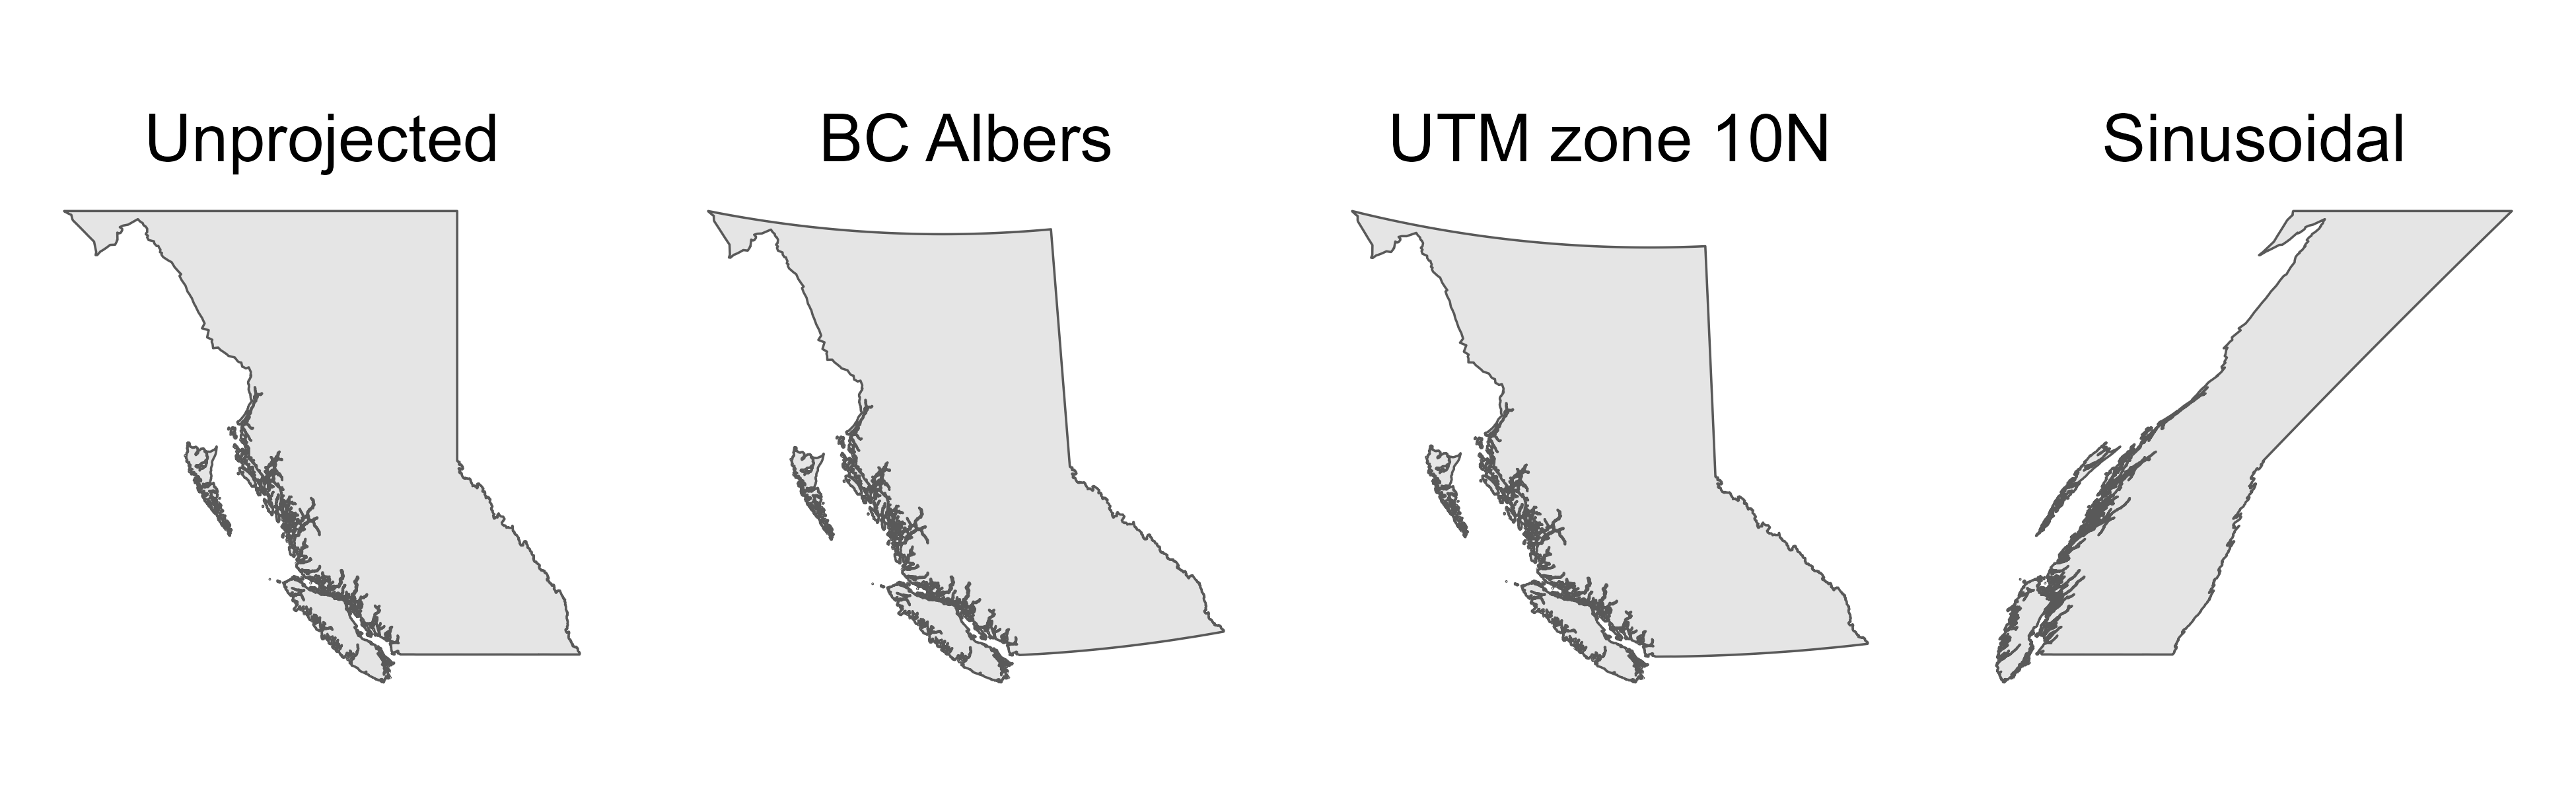 Unprojected
BC Albers
UTM zone 10N
Sinusoidal